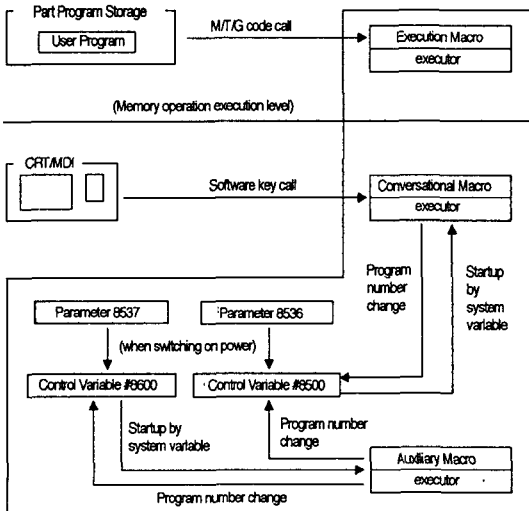 Part Program Storage
User Program
M/T/G code call
Execution Macro
executor
(Memory operation execution level)
CRT/MDI
Software key call
Conversational Macro
executor
Program
number
change
Startup
by
system
variable
Parameter 8537
Parameter 8536
(when switching on power)
Control Variable #8600
Control Variable #8500
Startup by
system variable
Program number
change
Auxiliary Macro
executor
Program number change